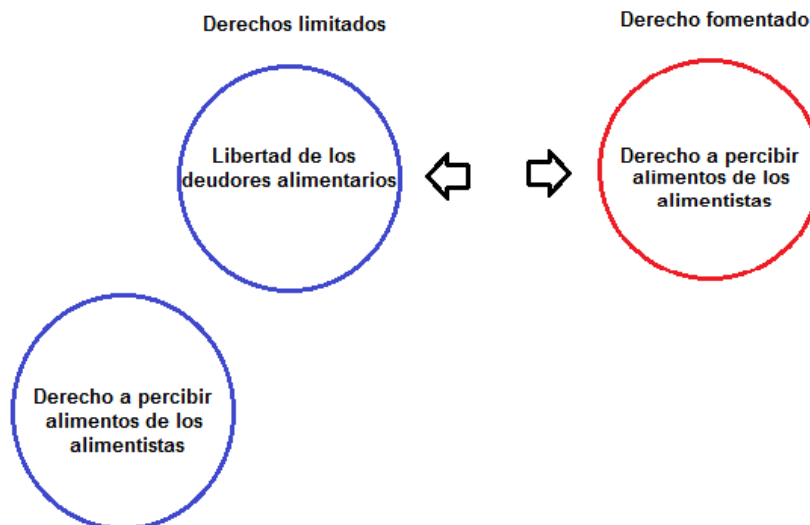 Derechos limitados
Derecho fomentado
Libertad de los
deudores alimentarios
Derecho a percibir
alimentos de los
alimentistas
Derecho a percibir
alimentos de los
alimentistas